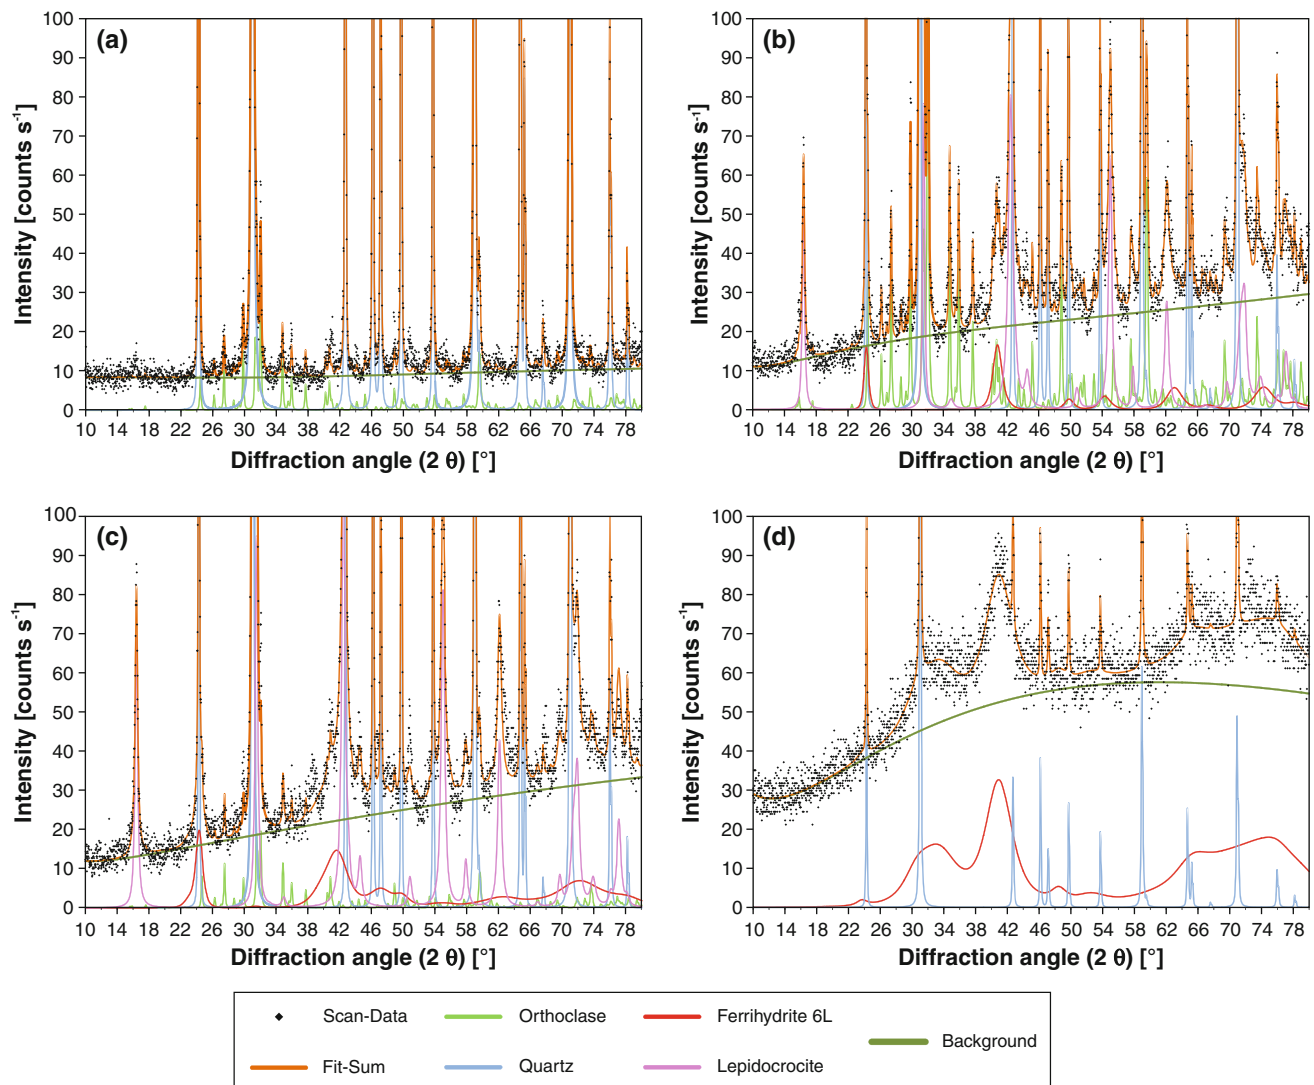 (a)
100
90
80
70
60
50
40
30
20
10
0
Intensity [counts s⁻¹]
10 14 18 22 26 30 34 38 42 46 50 54 58 62 66 70 74 78
Diffraction angle (2 θ) [°]
(b)
100
90
80
70
60
50
40
30
20
10
0
Intensity [counts s⁻¹]
10 14 18 22 26 30 34 38 42 46 50 54 58 62 66 70 74 78
Diffraction angle (2 θ) [°]
(c)
100
90
80
70
60
50
40
30
20
10
0
Intensity [counts s⁻¹]
10 14 18 22 26 30 34 38 42 46 50 54 58 62 66 70 74 78
Diffraction angle (2 θ) [°]
(d)
100
90
80
70
60
50
40
30
20
10
0
Intensity [counts s⁻¹]
10 14 18 22 26 30 34 38 42 46 50 54 58 62 66 70 74 78
Diffraction angle (2 θ) [°]
Scan-Data Orthoclase Ferrihydrite 6L
Background
Fit-Sum Quartz Lepidocrocite